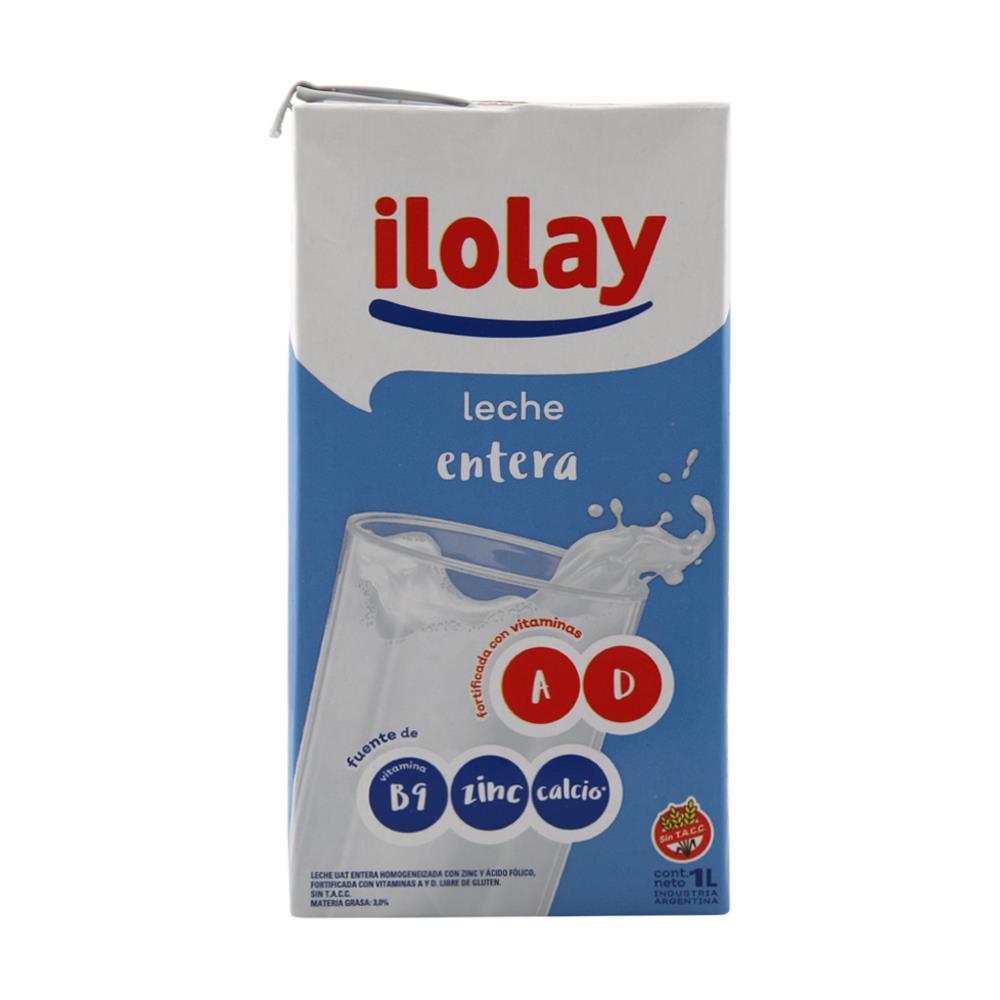 ilolay
leche
entera
fortificada con vitaminas
A D
fuente de
vitamina
B9 zinc calcio*
Sin T.A.C.C.
cont.
neto 1L
INDUSTRIA
ARGENTINA
LECHE UAT ENTERA HOMOGENEIZADA CON ZINC Y ÁCIDO FÓLICO,
FORTIFICADA CON VITAMINAS A Y D. LIBRE DE GLUTEN.
SIN T.A.C.C.
MATERIA GRASA: 3,0%